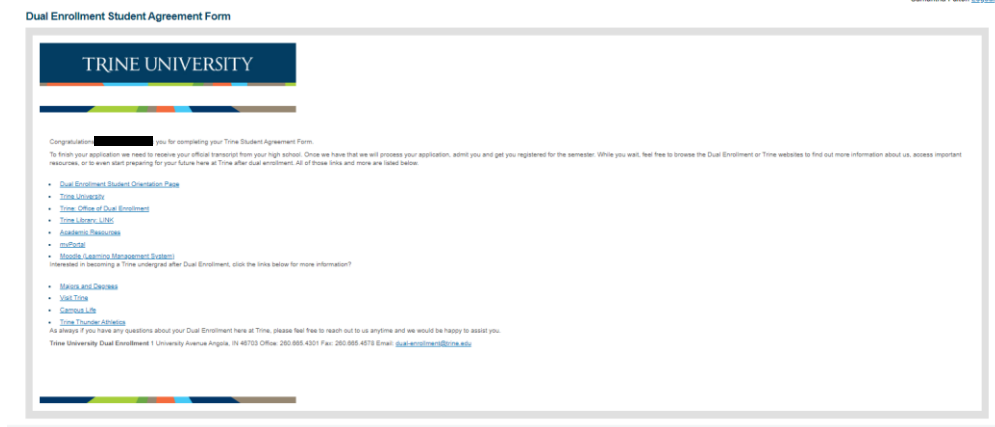 Dual Enrollment Student Agreement Form
TRINE UNIVERSITY
Congratulations you for completing your Trine Student Agreement Form.
To finish your application we need to receive your official transcript from your high school. Once we have that we will process your application, admit you and get you registered for the semester. While you wait, feel free to browse the Dual Enrollment or Trine websites to find out more information about us, access important
resources, or to even start preparing for your future here at Trine after dual enrollment. All of those links and more are listed below.
• Dual Enrollment Student Orientation Page
• Trine University
• Trine: Office of Dual Enrollment
• Trine Library: LINK
• Academic Resources
• myPortal
• Moodle (Learning Management System)
Interested in becoming a Trine undergrad after Dual Enrollment, click the links below for more information?
• Majors and Degrees
• Visit Trine
• Campus Life
• Trine Thunder Athletics
As always if you have any questions about your Dual Enrollment here at Trine, please feel free to reach out to us anytime and we would be happy to assist you.
Trine University Dual Enrollment 1 University Avenue Angola, IN 46703 Office: 260.665.4301 Fax: 260.665.4578 Email: dual-enrollment@trine.edu